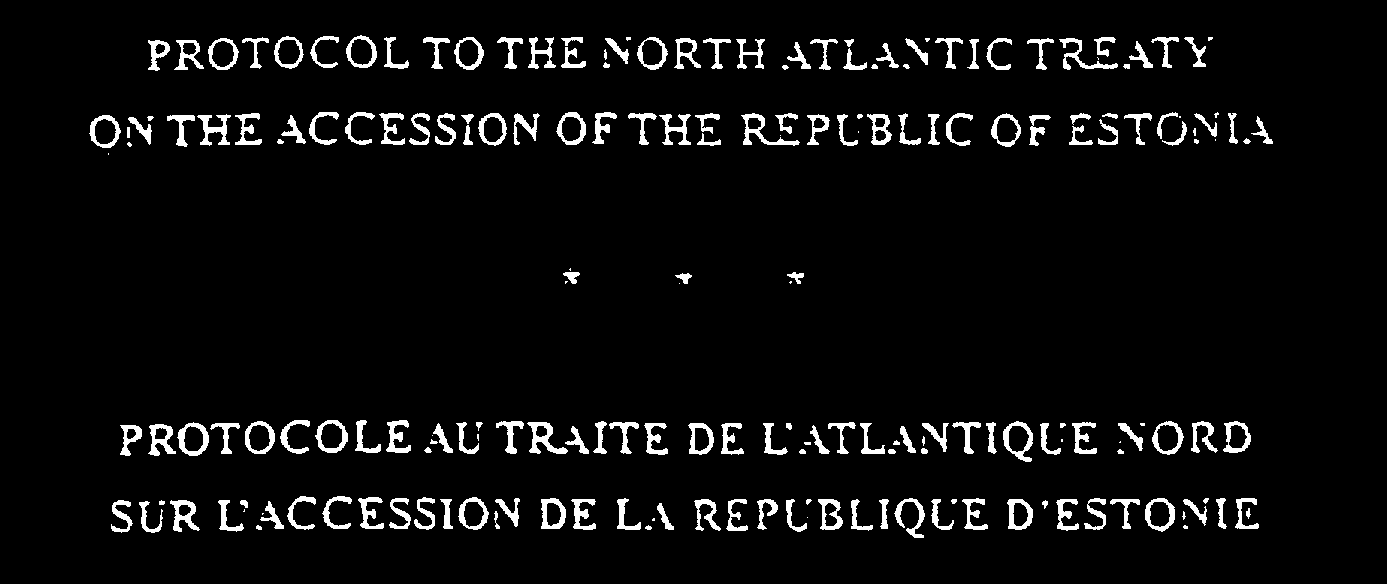 PROTOCOL TO THE NORTH ATLANTIC TREATY
ON THE ACCESSION OF THE REPUBLIC OF ESTONIA
* * *
PROTOCOLE AU TRAITE DE L'ATLANTIQUE NORD
SUR L'ACCESSION DE LA REPUBLIQUE D'ESTONIE